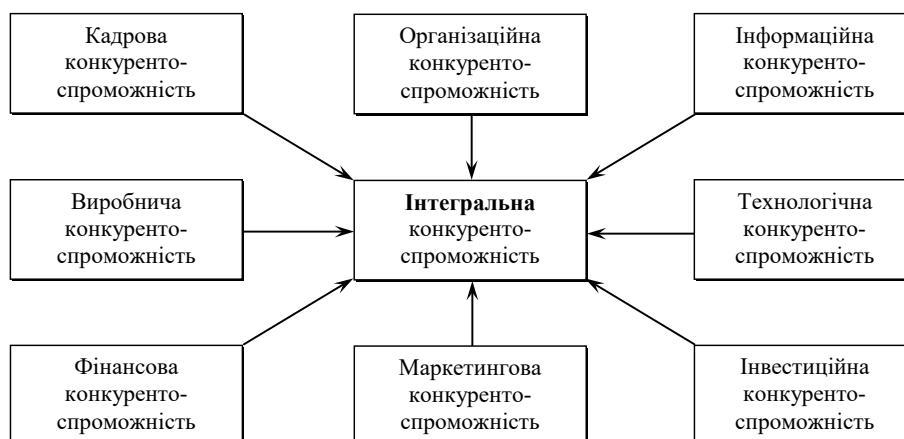 Кадрова
конкуренто-
спроможність
Організаційна
конкуренто-
спроможність
Інформаційна
конкуренто-
спроможність
Виробнича
конкуренто-
спроможність
Інтегральна
конкуренто-
спроможність
Технологічна
конкуренто-
спроможність
Фінансова
конкуренто-
спроможність
Маркетингова
конкуренто-
спроможність
Інвестиційна
конкуренто-
спроможність